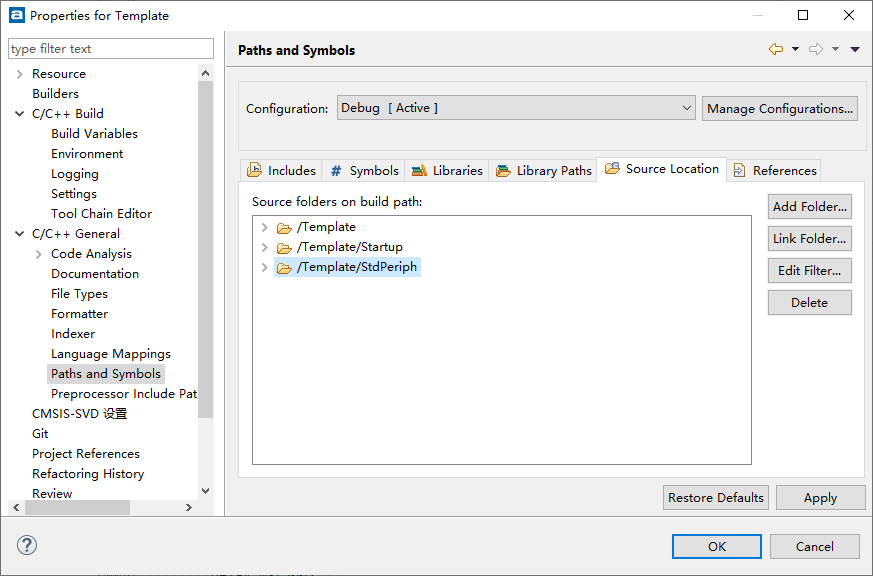 Properties for Template
type filter text
Resource
Builders
C/C++ Build
Build Variables
Environment
Logging
Settings
Tool Chain Editor
C/C++ General
Code Analysis
Documentation
File Types
Formatter
Indexer
Language Mappings
Paths and Symbols
Preprocessor Include Pat
CMSIS-SVD 设置
Git
Project References
Refactoring History
Review
Paths and Symbols
Configuration:
Debug [ Active ]
Manage Configurations...
Includes
# Symbols
Libraries
Library Paths
Source Location
References
Source folders on build path:
/Template
/Template/Startup
/Template/StdPeriph
Add Folder...
Link Folder...
Edit Filter...
Delete
Restore Defaults
Apply
?
OK
Cancel